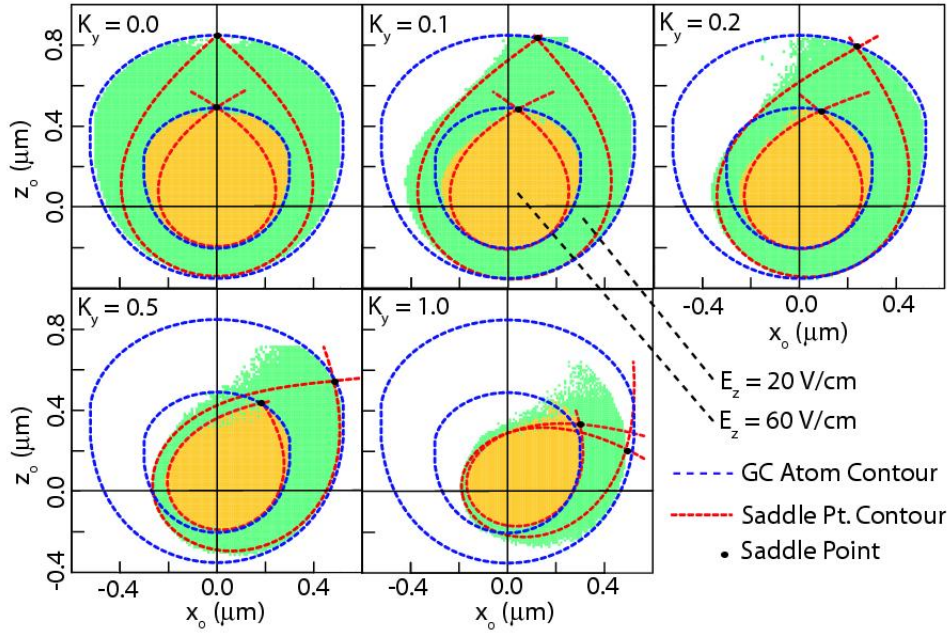 K_y = 0.0
K_y = 0.1
K_y = 0.2
0.8
0.4
0.0
z_o (μm)
-0.4 0.0 0.4
x_o (μm)
K_y = 0.5
K_y = 1.0
0.8
0.4
0.0
-0.4
z_o (μm)
-0.4 0.0 0.4
x_o (μm)
-0.4 0.0 0.4
x_o (μm)
E_z = 20 V/cm
E_z = 60 V/cm
GC Atom Contour
Saddle Pt. Contour
Saddle Point